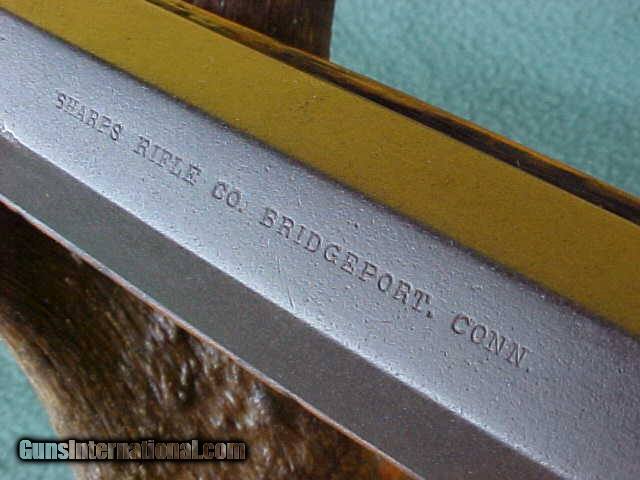 SHARPS RIFLE CO. BRIDGEPORT. CONN.
GunsInternational.com